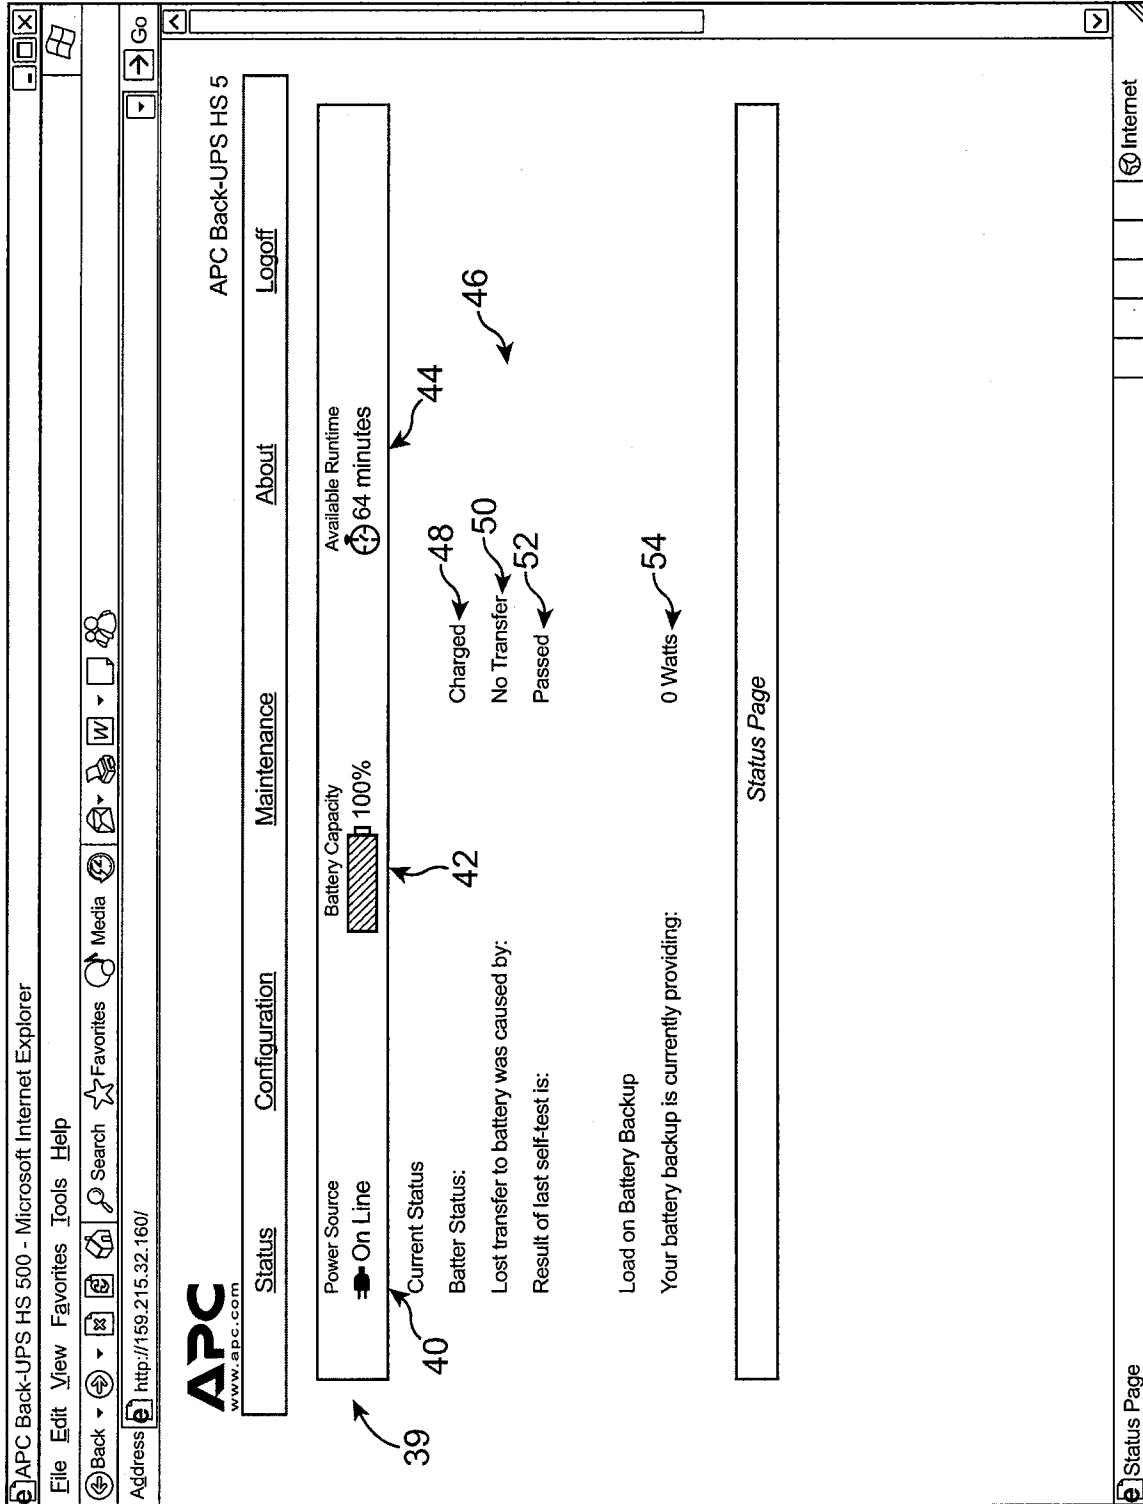 APC Back-UPS HS 500 - Microsoft Internet Explorer
File Edit View Favorites Tools Help
Back Search Favorites Media W
Address http://159.215.32.160/ Go
APC
www.apc.com
APC Back-UPS HS 5
Status Configuration Maintenance About Logoff
Power Source Battery Capacity Available Runtime
On Line 100% 64 minutes
39
40
42
44
Current Status
Batter Status: Charged 48
Lost transfer to battery was caused by: No Transfer 50
46
Result of last self-test is: Passed 52
Load on Battery Backup
Your battery backup is currently providing: 0 Watts 54
Status Page
Status Page Internet